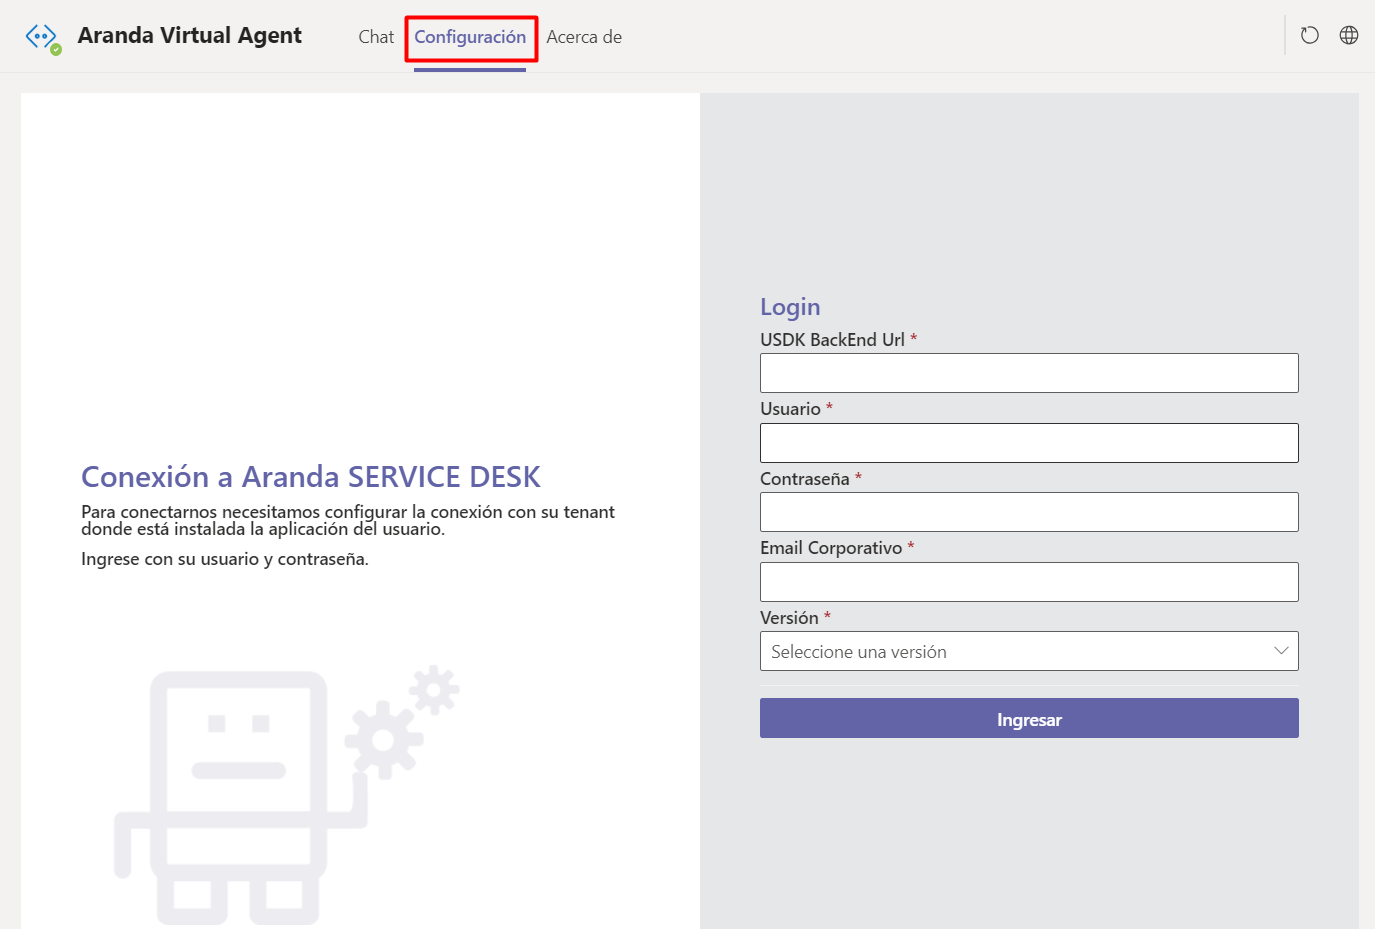 Aranda Virtual Agent
Chat
Configuración
Acerca de
Conexión a Aranda SERVICE DESK
Para conectarnos necesitamos configurar la conexión con su tenant
donde está instalada la aplicación del usuario.
Ingrese con su usuario y contraseña.
Login
USDK BackEnd Url *
Usuario *
Contraseña *
Email Corporativo *
Versión *
Seleccione una versión
Ingresar